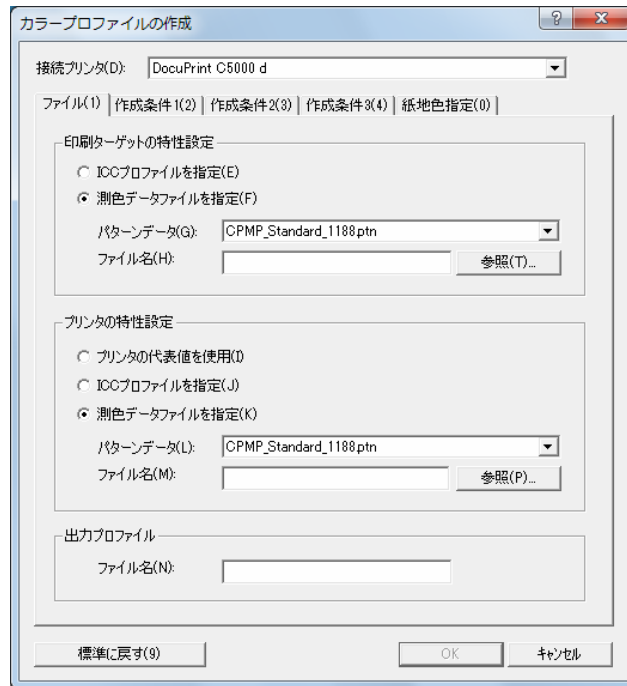 カラープロファイルの作成
接続プリンタ(D): DocuPrint C5000 d
ファイル(1) 作成条件1(2) 作成条件2(3) 作成条件3(4) 紙地色指定(0)
印刷ターゲットの特性設定
ICCプロファイルを指定(E)
測色データファイルを指定(F)
パターンデータ(G): CPMP_Standard_1188.ptn
ファイル名(H): 参照(T)...
プリンタの特性設定
プリンタの代表値を使用(I)
ICCプロファイルを指定(J)
測色データファイルを指定(K)
パターンデータ(L): CPMP_Standard_1188.ptn
ファイル名(M): 参照(P)...
出力プロファイル
ファイル名(N):
標準に戻す(9) OK キャンセル